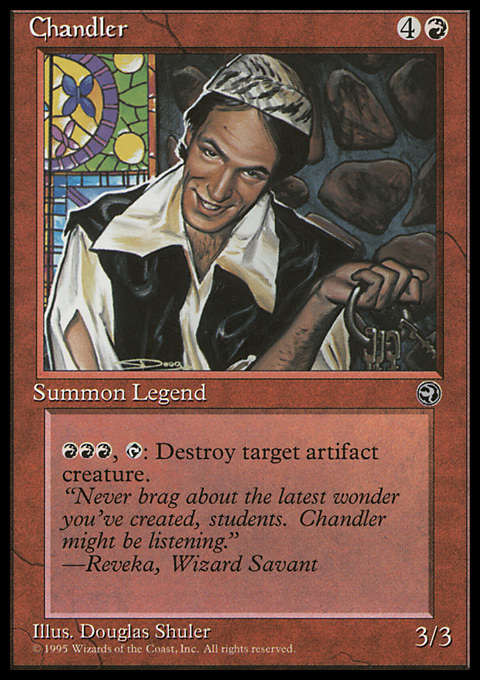 Chandler 4
Doug
Summon Legend
, : Destroy target artifact
creature.
“Never brag about the latest wonder
you've created, students. Chandler
might be listening.”
—Reveka, Wizard Savant
Illus. Douglas Shuler
3/3
© 1995 Wizards of the Coast, Inc. All rights reserved.